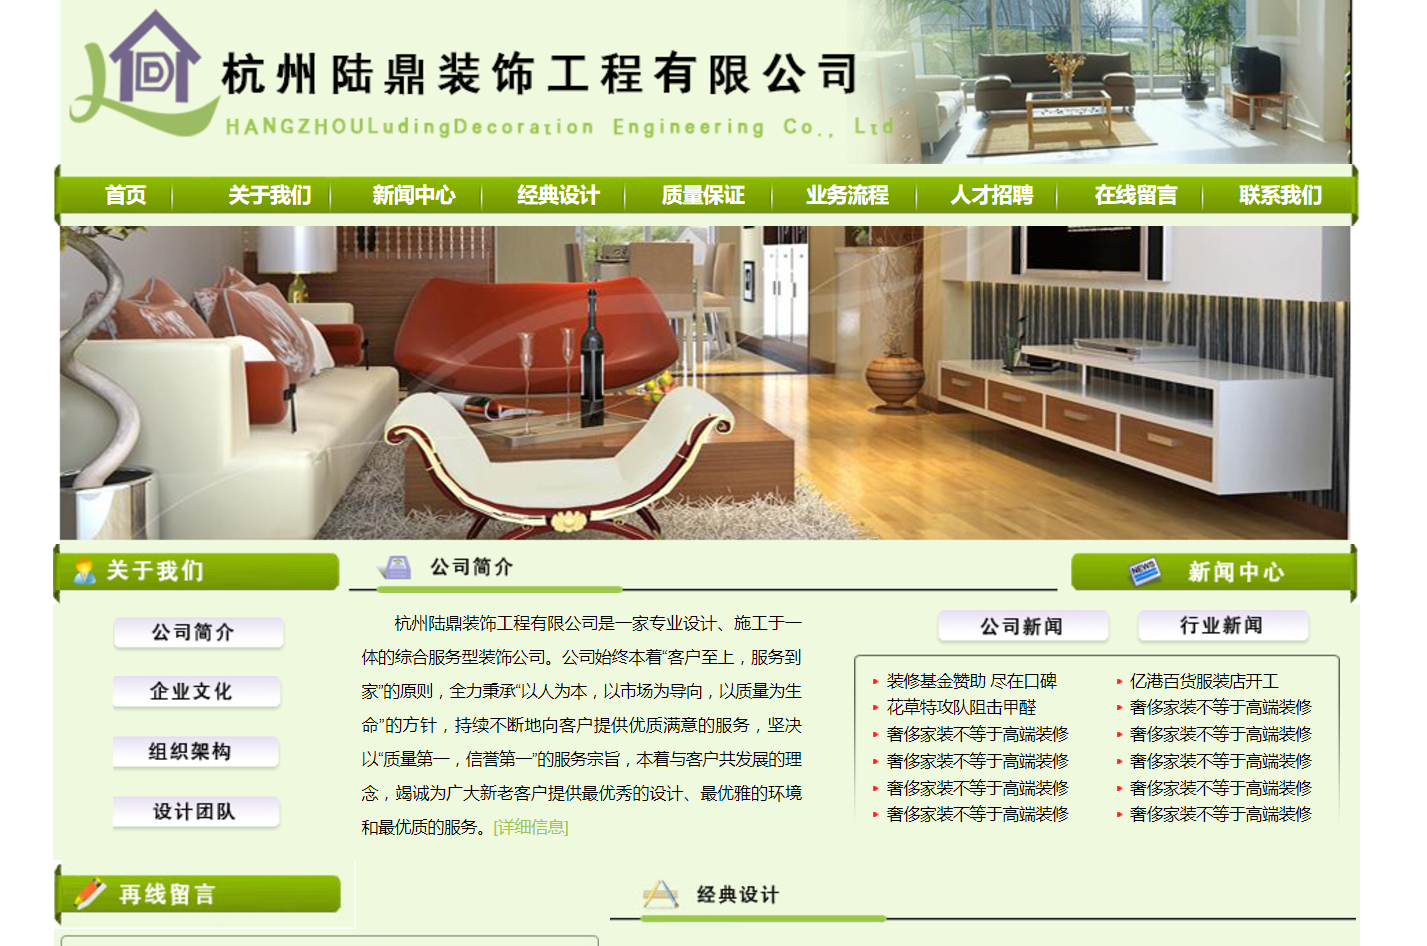 杭州陆鼎装饰工程有限公司
HANGZHOULudingDecoration Engineering Co., Ltd
首页 关于我们 新闻中心 经典设计 质量保证 业务流程 人才招聘 在线留言 联系我们
关于我们
公司简介
企业文化
组织架构
设计团队
公司简介
杭州陆鼎装饰工程有限公司是一家专业设计、施工于一
体的综合服务型装饰公司。公司始终本着“客户至上，服务到
家”的原则，全力秉承“以人为本，以市场为导向，以质量为生
命”的方针，持续不断地向客户提供优质满意的服务，坚决
以“质量第一，信誉第一”的服务宗旨，本着与客户共发展的理
念，竭诚为广大新老客户提供最优秀的设计、最优雅的环境
和最优质的服务。[详细信息]
NEWS
新闻中心
公司新闻 行业新闻
装修基金赞助 尽在口碑
花草特攻队阻击甲醛
奢侈家装不等于高端装修
奢侈家装不等于高端装修
奢侈家装不等于高端装修
奢侈家装不等于高端装修
亿港百货服装店开工
奢侈家装不等于高端装修
奢侈家装不等于高端装修
奢侈家装不等于高端装修
奢侈家装不等于高端装修
奢侈家装不等于高端装修
再线留言
经典设计